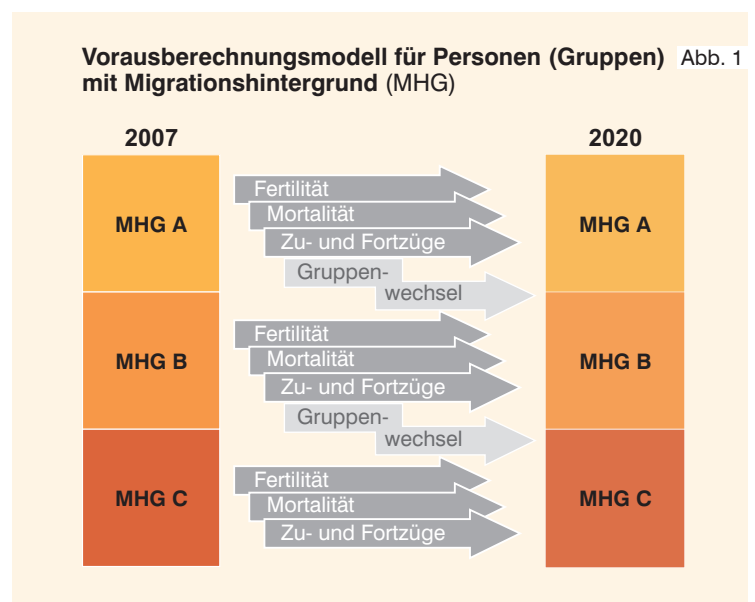 Vorausberechnungsmodell für Personen (Gruppen) Abb. 1
mit Migrationshintergrund (MHG)
2007 2020
MHG A
Fertilität
Mortalität
Zu- und Fortzüge
Gruppen-
wechsel
MHG A
MHG B
Fertilität
Mortalität
Zu- und Fortzüge
Gruppen-
wechsel
MHG B
MHG C
Fertilität
Mortalität
Zu- und Fortzüge
MHG C